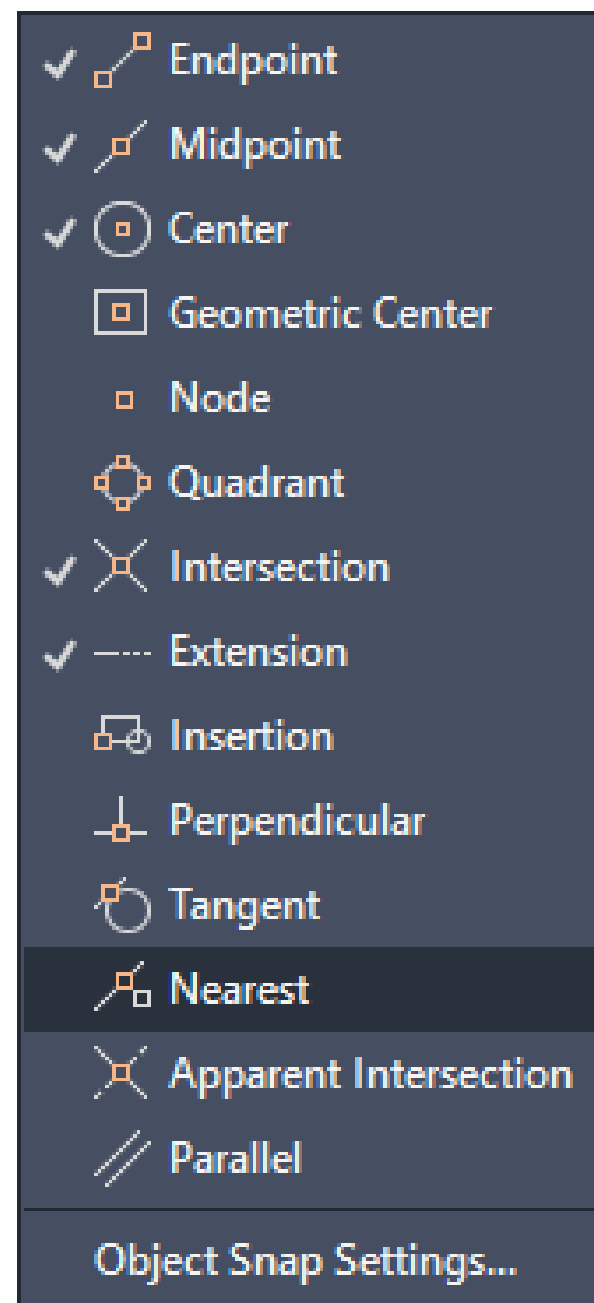 Endpoint
Midpoint
Center
Geometric Center
Node
Quadrant
Intersection
Extension
Insertion
Perpendicular
Tangent
Nearest
Apparent Intersection
Parallel
Object Snap Settings...